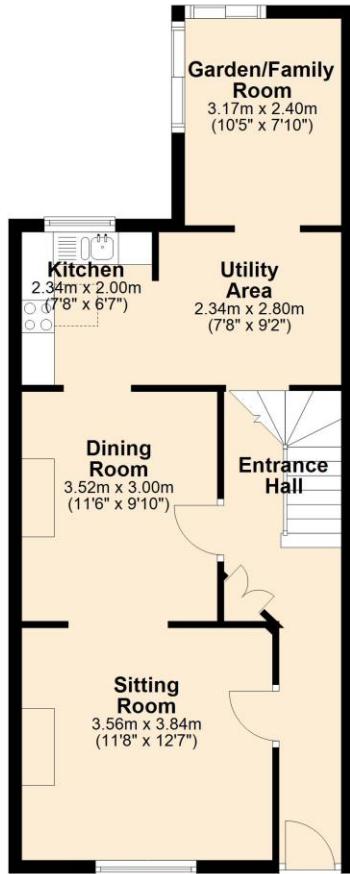 Garden/Family
Room
3.17m x 2.40m
(10'5" x 7'10")
Kitchen
2.34m x 2.00m
(7'8" x 6'7")
Utility
Area
2.34m x 2.80m
(7'8" x 9'2")
Dining
Room
3.52m x 3.00m
(11'6" x 9'10")
Entrance
Hall
Sitting
Room
3.56m x 3.84m
(11'8" x 12'7")